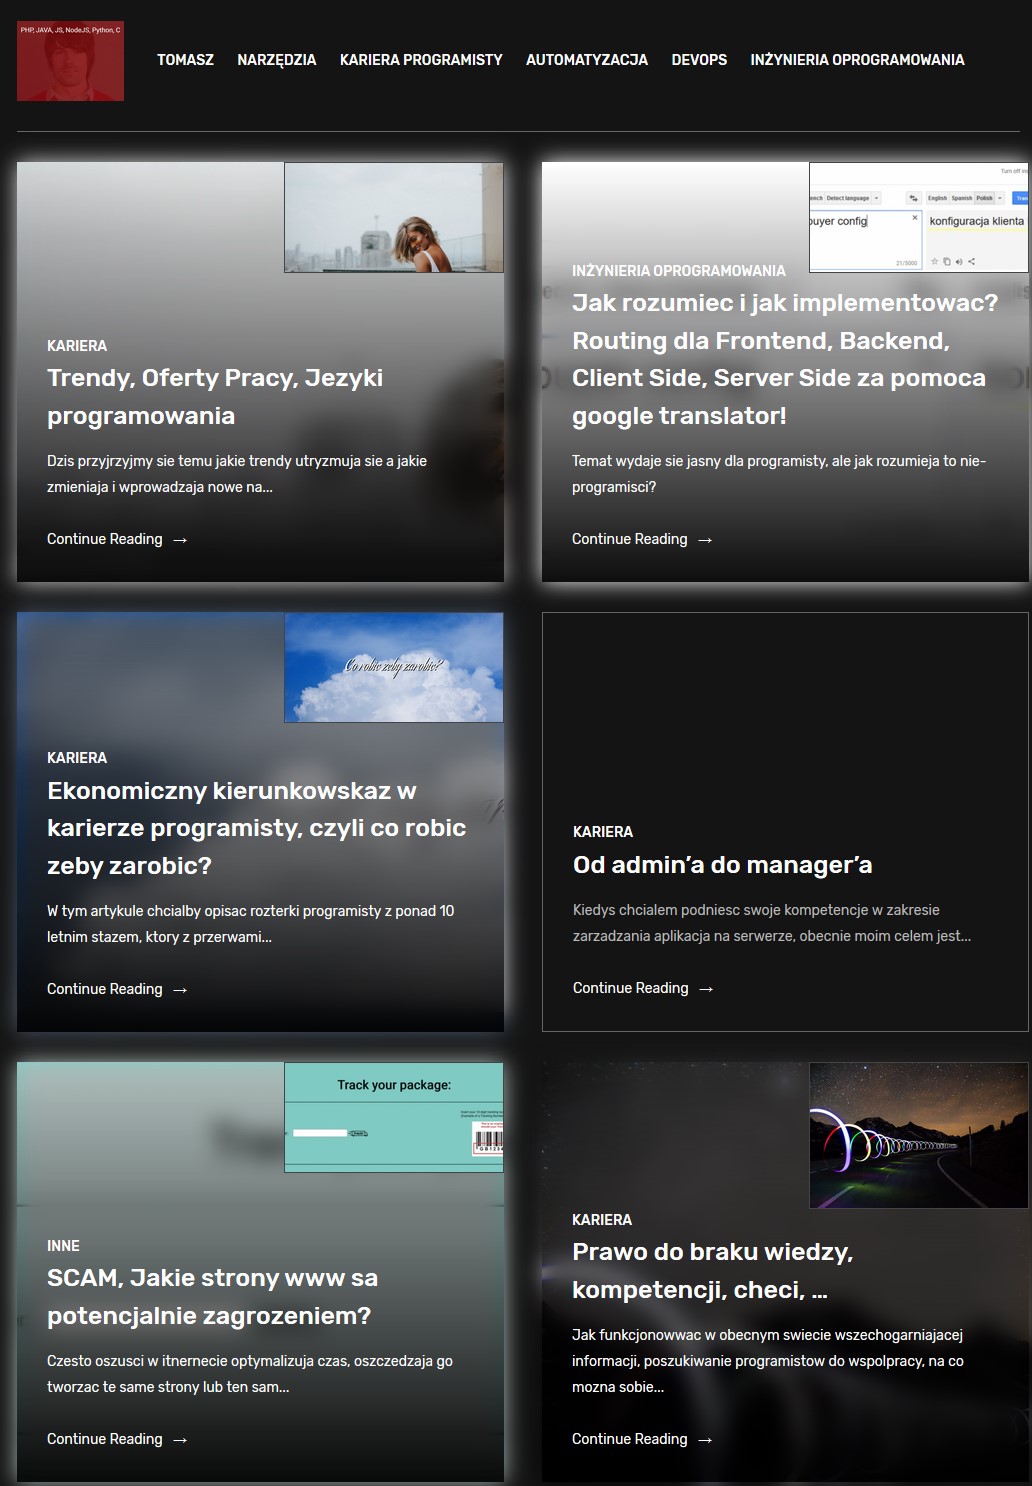 PHP, JAVA, JS, NodeJS, Python, C
TOMASZ
NARZĘDZIA
KARIERA PROGRAMISTY
AUTOMATYZACJA
DEVOPS
INŻYNIERIA OPROGRAMOWANIA
KARIERA
Trendy, Oferty Pracy, Jezyki
programowania
Dzis przyjrzyjmy sie temu jakie trendy utryzmuja sie a jakie
zmieniaja i wprowadzaja nowe na...
Continue Reading →
Turn off in
ench Detect language
English Spanish Polish
buyer config
konfiguracja klienta
21/5000
INŻYNIERIA OPROGRAMOWANIA
Jak rozumiec i jak implementowac?
Routing dla Frontend, Backend,
Client Side, Server Side za pomoca
google translator!
Temat wydaje sie jasny dla programisty, ale jak rozumieja to nie-
programisci?
Continue Reading →
Co robic zeby zarobic?
KARIERA
Ekonomiczny kierunkowskaz w
karierze programisty, czyli co robic
zeby zarobic?
W tym artykule chcialby opisac rozterki programisty z ponad 10
letnim stazem, ktory z przerwami...
Continue Reading →
KARIERA
Od admin’a do manager’a
Kiedys chcialem podniesc swoje kompetencje w zakresie
zarzadzania aplikacja na serwerze, obecnie moim celem jest...
Continue Reading →
Track your package:
INNE
SCAM, Jakie strony www sa
potencjalnie zagrozeniem?
Czesto oszusci w itnernecie optymalizuja czas, oszczedzaja go
tworzac te same strony lub ten sam...
Continue Reading →
KARIERA
Prawo do braku wiedzy,
kompetencji, checi, ...
Jak funkcjonowwac w obecnym swiecie wszechogarniajacej
informacji, poszukiwanie programistow do wspolpracy, na co
mozna sobie...
Continue Reading →